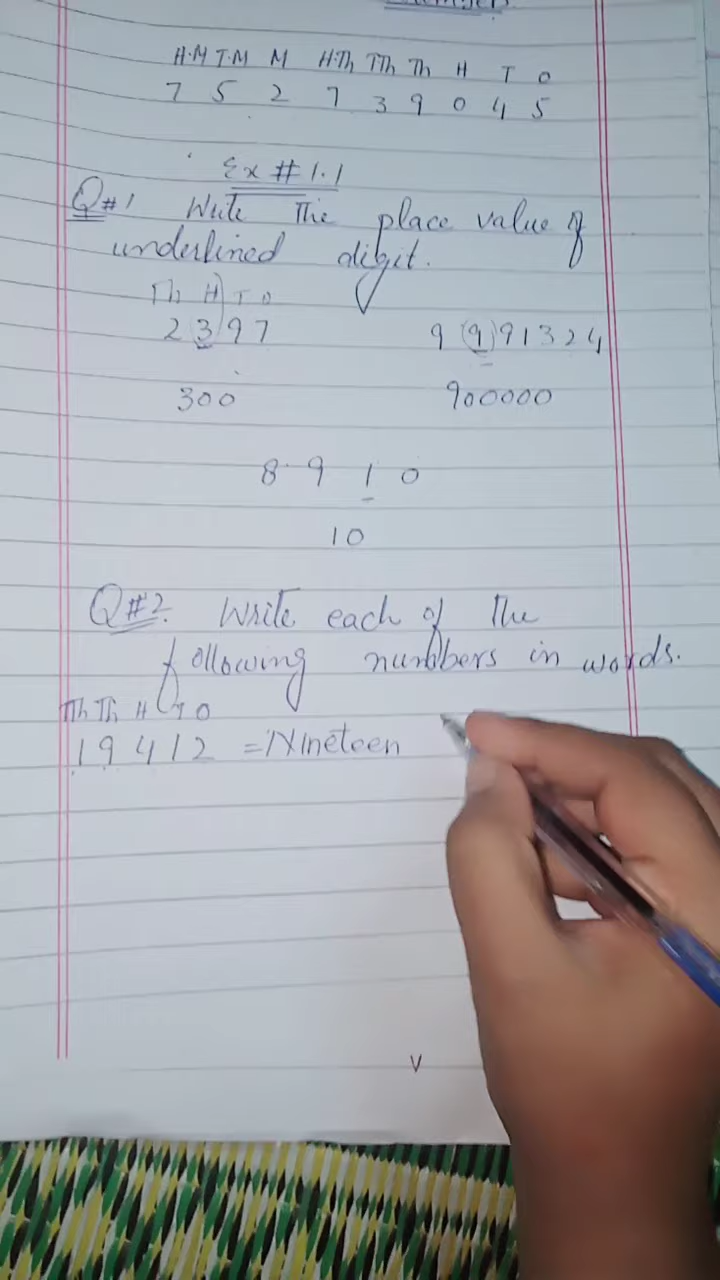 H.M T.M M H.Th TTh Th H T O
7 5 2 7 3 9 0 4 5
Ex # 1.1
Q#1 Write The place value of
underlined digit.
Th H T O
2 3 9 7 9 (9) 9 1 3 2 4
300 900000
8 9 1 0
10
Q#2. Write each of The
following numbers in words.
Th Th H T O
1 9 4 1 2 = Nineteen